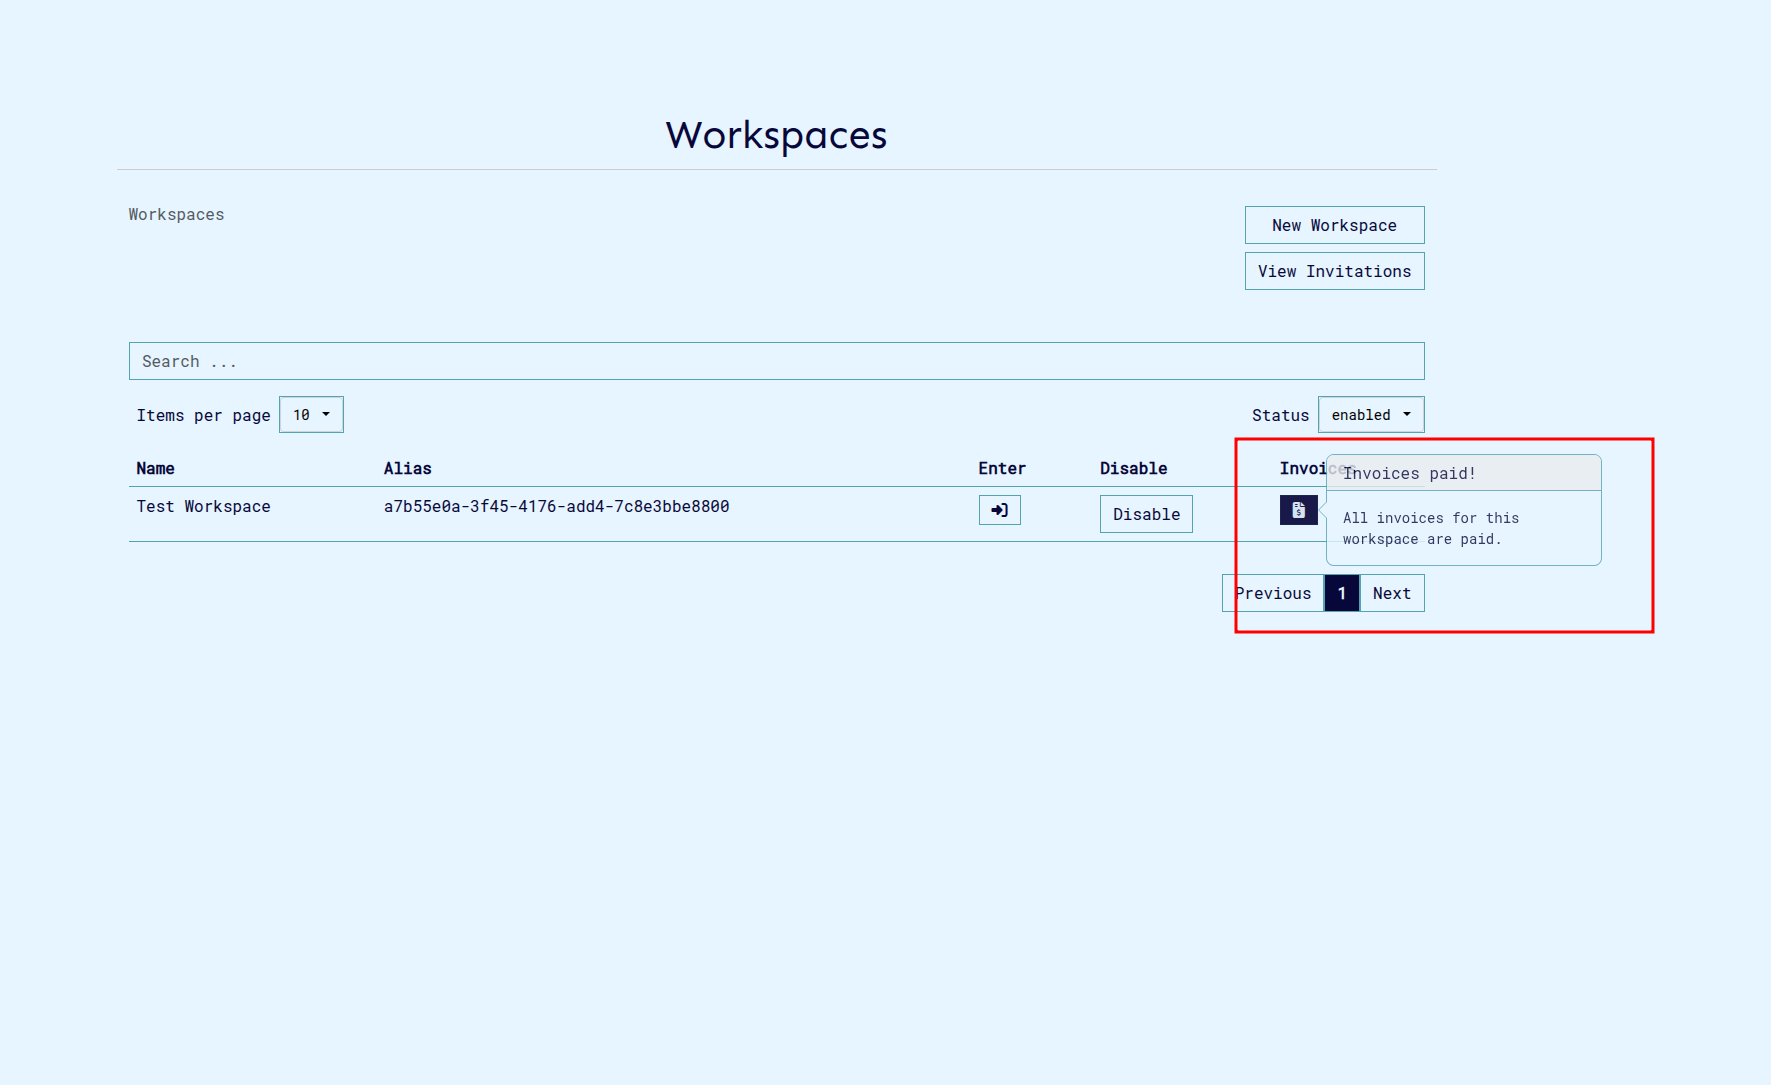 Workspaces
Workspaces
New Workspace
View Invitations
Search ...
Items per page 10
Status enabled
Name Alias Enter Disable Invoices
Invoices paid!
Test Workspace a7b55e0a-3f45-4176-add4-7c8e3bbe8800 Disable
All invoices for this
workspace are paid.
Previous 1 Next